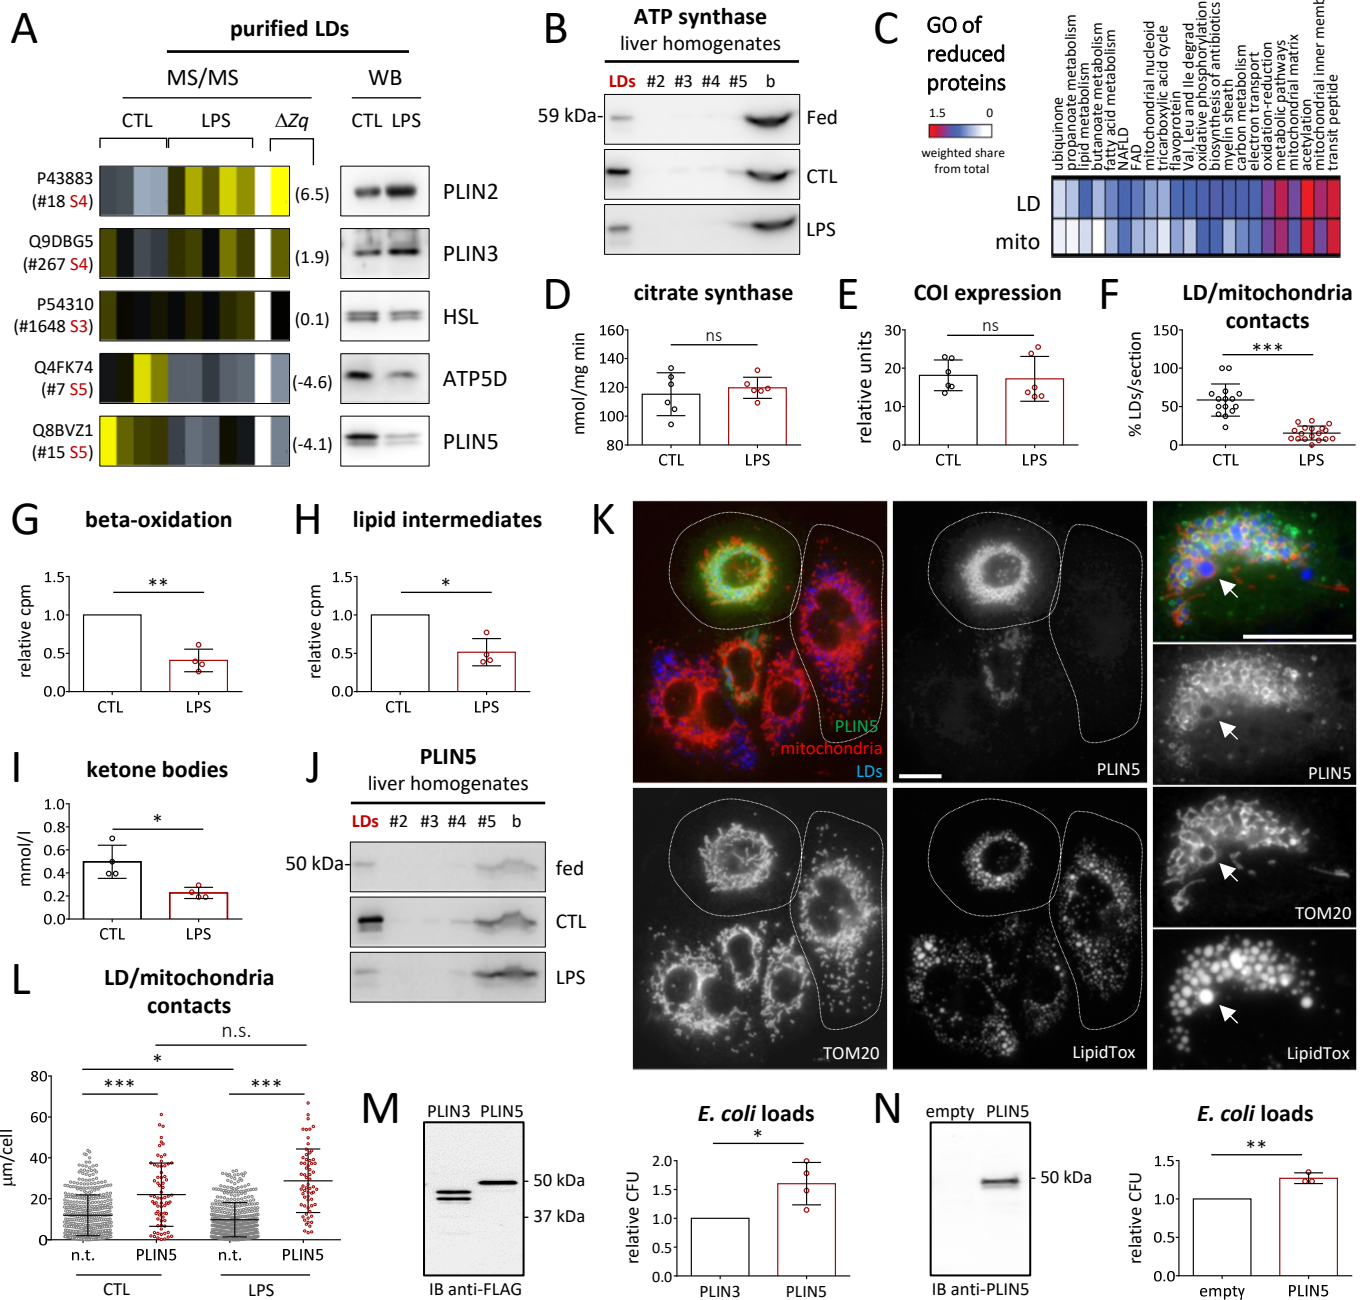 A
purified LDs
MS/MS
WB
CTL
LPS
ΔZq
CTL LPS
P43883
(#18 S4)
(6.5)
PLIN2
Q9DBG5
(#267 S4)
(1.9)
PLIN3
P54310
(#1648 S3)
(0.1)
HSL
Q4FK74
(#7 S5)
(-4.6)
ATP5D
Q8BVZ1
(#15 S5)
(-4.1)
PLIN5
B
ATP synthase
liver homogenates
LDs #2 #3 #4 #5 b
59 kDa-
Fed
CTL
LPS
C
GO of
reduced
proteins
1.5 0
weighted share
from total
ubiquinone
propanoate metabolism
lipid metabolism
butanoate metabolism
fatty acid metabolism
NAFLD
FAD
mitochondrial nucleoid
tricarboxylic acid cycle
flavoprotein
Val, Leu and Ile degrad
oxidative phosphorylation
biosynthesis of antibiotics
myelin sheath
carbon metabolism
electron transport
oxidation-reduction
metabolic pathways
mitochondrial matrix
acetylation
mitochondrial inner memb
transit peptide
LD
mito
D
citrate synthase
nmol/mg min
160
140
120
100
80
ns
CTL
LPS
E
COI expression
relative units
30
20
10
0
ns
CTL
LPS
F
LD/mitochondria
contacts
% LDs/section
150
100
50
0
***
CTL
LPS
G
beta-oxidation
relative cpm
1.5
1.0
0.5
0.0
**
CTL
LPS
H
lipid intermediates
relative cpm
1.5
1.0
0.5
0.0
*
CTL
LPS
I
ketone bodies
mmol/l
1.0
0.8
0.6
0.4
0.2
0.0
*
CTL
LPS
J
PLIN5
liver homogenates
LDs #2 #3 #4 #5 b
50 kDa-
fed
CTL
LPS
K
PLIN5
mitochondria
LDs
PLIN5
TOM20
LipidTox
PLIN5
TOM20
LipidTox
L
LD/mitochondria
contacts
µm/cell
80
60
40
20
0
n.s.
*
***
***
n.t.
PLIN5
n.t.
PLIN5
CTL
LPS
M
PLIN3 PLIN5
- 50 kDa
- 37 kDa
IB anti-FLAG
E. coli loads
relative CFU
2.0
1.5
1.0
0.5
0.0
*
PLIN3
PLIN5
N
empty PLIN5
- 50 kDa
IB anti-PLIN5
E. coli loads
relative CFU
1.5
1.0
0.5
0.0
**
empty
PLIN5